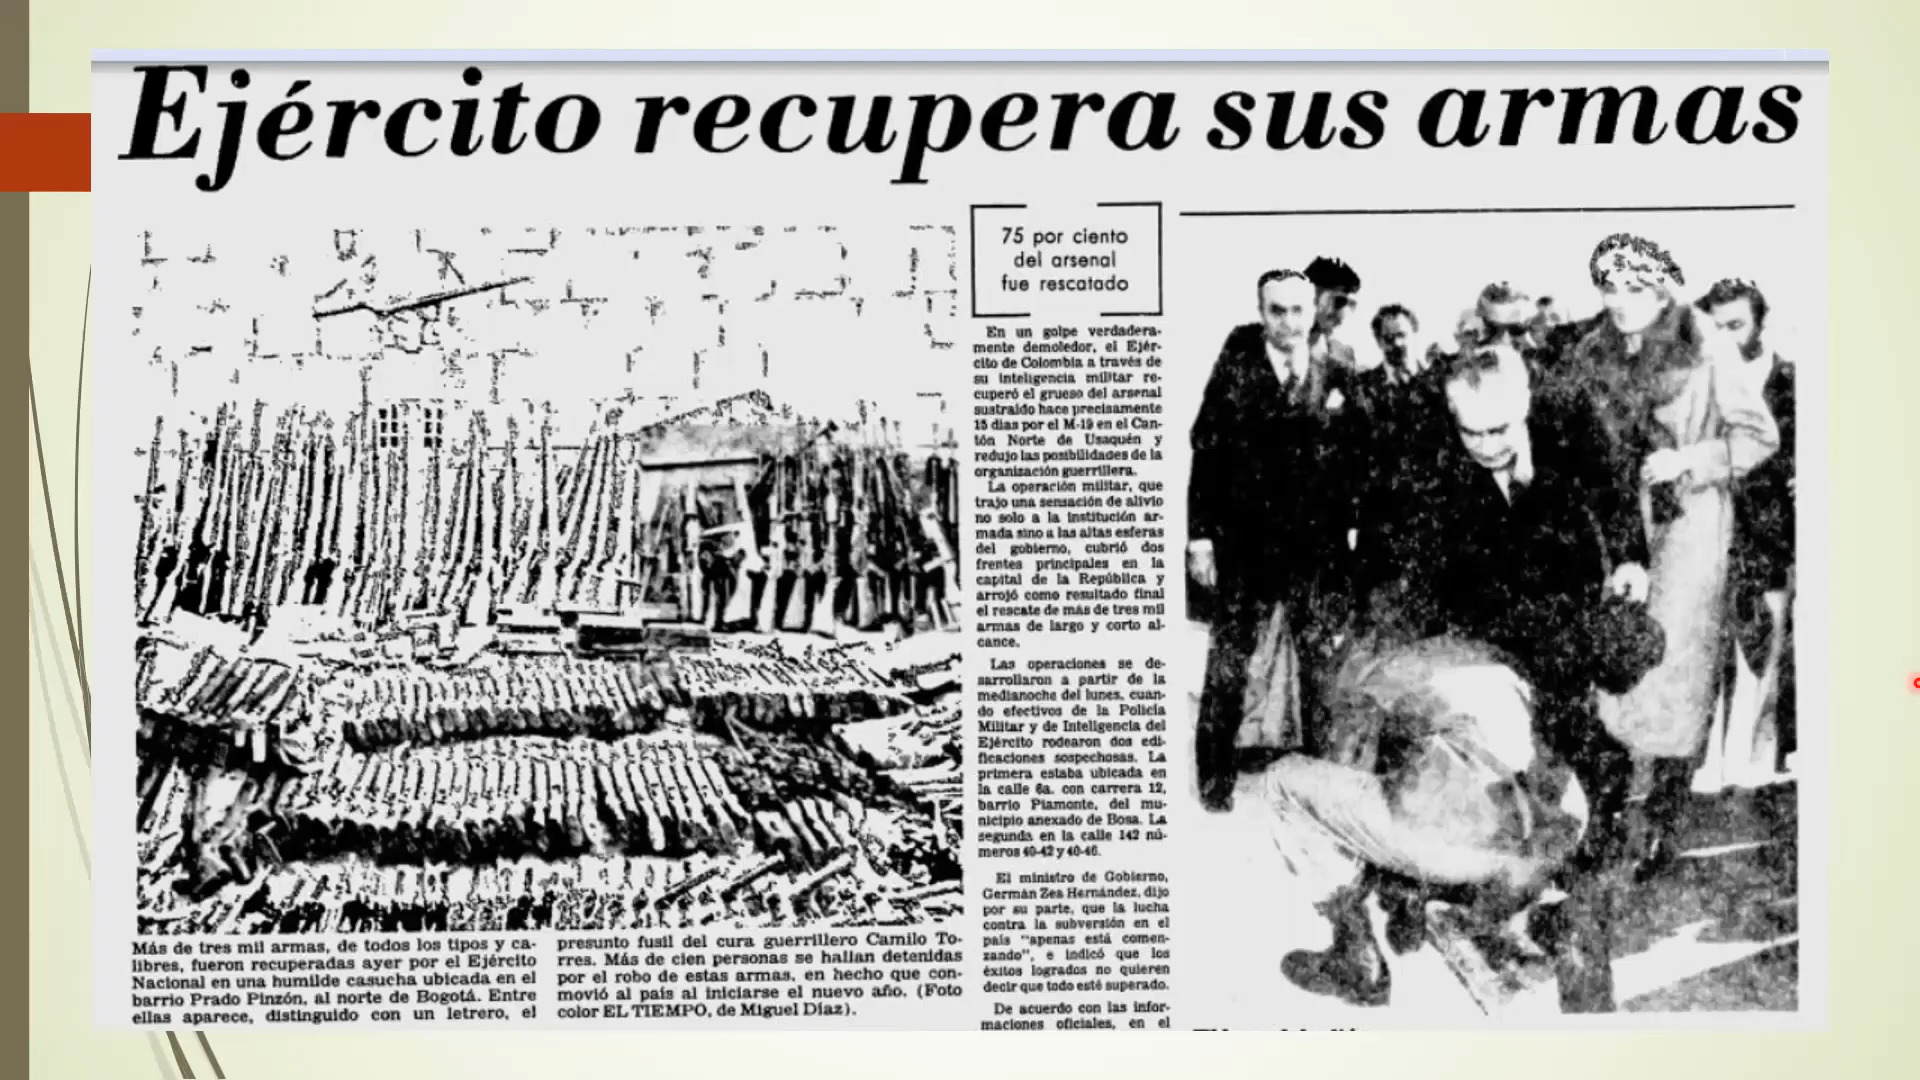 Ejército recupera sus armas
75 por ciento
del arsenal
fue rescatado
En un golpe verdadera-
mente demoledor, el Ejér-
cito de Colombia a través de
su inteligencia militar re-
cuperó el grueso del arsenal
sustraído hace precisamente
15 días por el M-19 en el Can-
tón Norte de Usaquén y
redujo las posibilidades de la
organización guerrillera.
La operación militar, que
trajo una sensación de alivio
no solo a la institución ar-
mada sino a las altas esferas
del gobierno, cubrió dos
frentes principales en la
capital de la República y
arrojó como resultado final
el rescate de más de tres mil
armas de largo y corto al-
cance.
Las operaciones se de-
sarrollaron a partir de la
medianoche del lunes, cuan-
do efectivos de la Policía
Militar y de Inteligencia del
Ejército rodearon dos edi-
ficaciones sospechosas. La
primera estaba ubicada en
la calle 6a. con carrera 12,
barrio Piamonte, del mu-
nicipio anexado de Bosa. La
segunda en la calle 142 nú-
meros 40-42 y 40-46.
El ministro de Gobierno,
Germán Zea Hernández, dijo
por su parte, que la lucha
contra la subversión en el
país "apenas está comen-
zando", e indicó que los
éxitos logrados no quieren
decir que todo esté superado.
De acuerdo con las infor-
maciones oficiales, en el
Más de tres mil armas, de todos los tipos y ca-
libres, fueron recuperadas ayer por el Ejército
Nacional en una humilde casucha ubicada en el
barrio Prado Pinzón, al norte de Bogotá. Entre
ellas aparece, distinguido con un letrero, el
presunto fusil del cura guerrillero Camilo To-
rres. Más de cien personas se hallan detenidas
por el robo de estas armas, en hecho que con-
movió al país al iniciarse el nuevo año. (Foto
color EL TIEMPO, de Miguel Díaz).